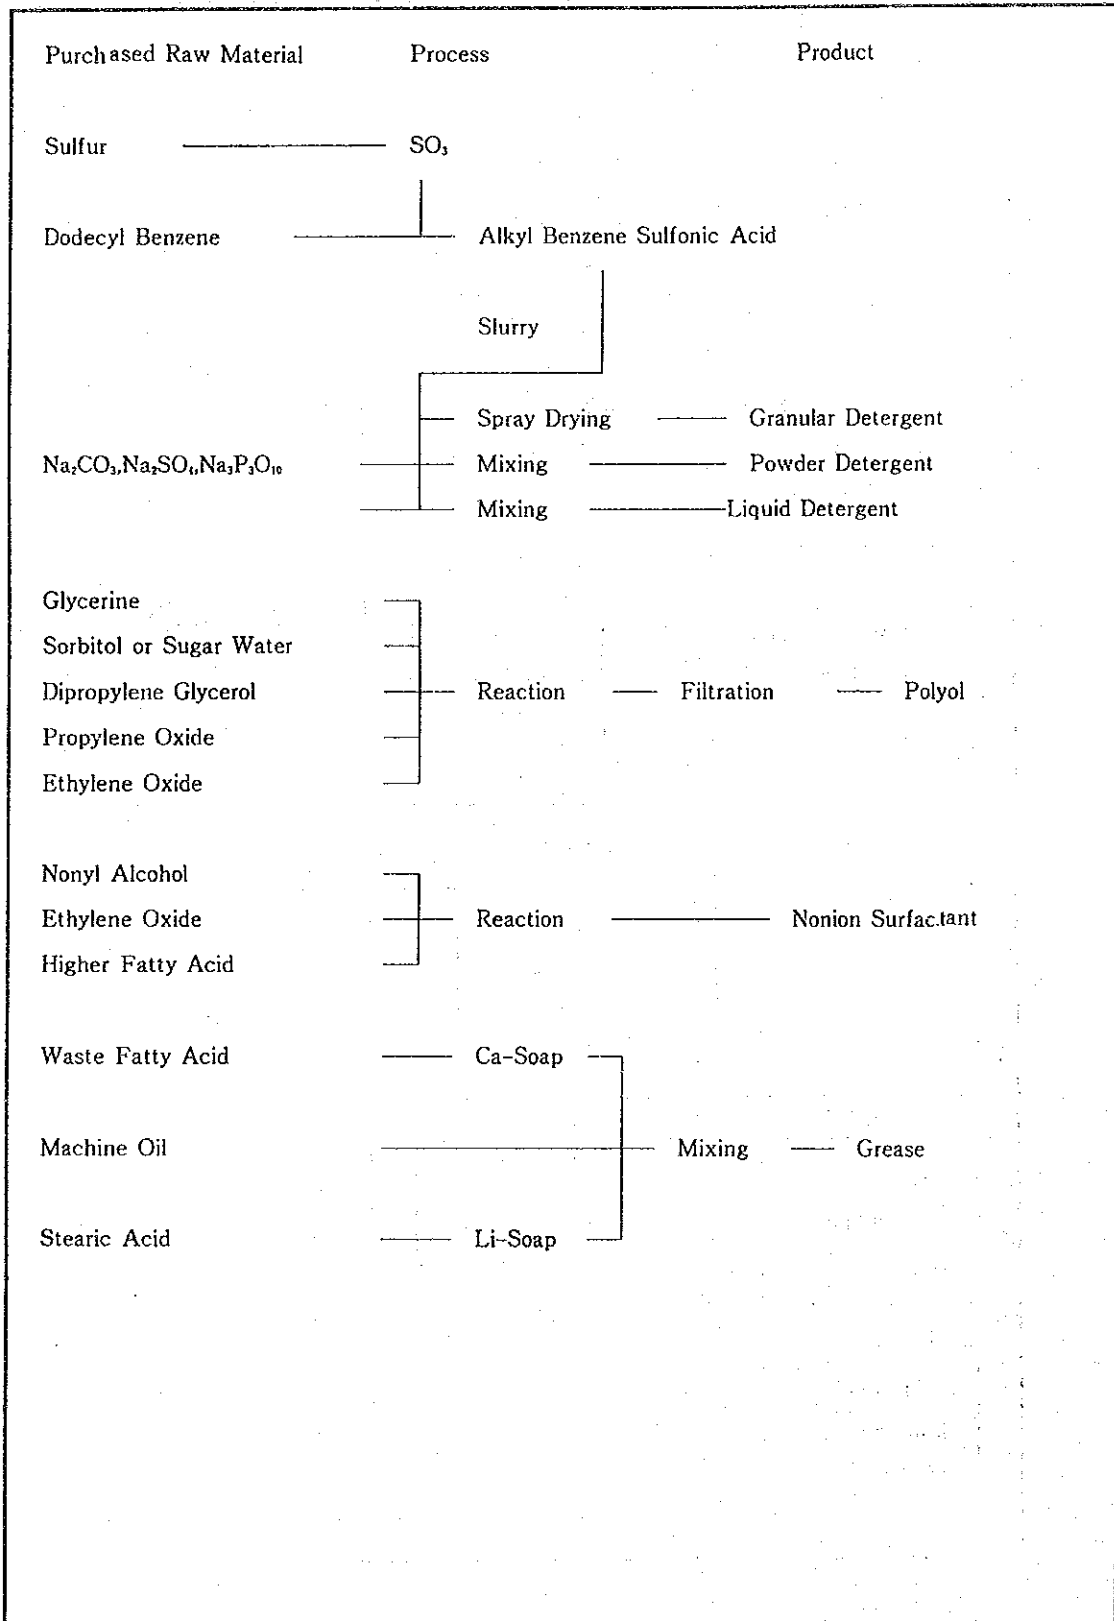 Purchased Raw Material Process Product
Sulfur SO₃
Dodecyl Benzene Alkyl Benzene Sulfonic Acid
Slurry
Spray Drying Granular Detergent
Na₂CO₃,Na₂SO₄,Na₃P₃O₁₀ Mixing Powder Detergent
Mixing Liquid Detergent
Glycerine
Sorbitol or Sugar Water
Dipropylene Glycerol Reaction Filtration Polyol
Propylene Oxide
Ethylene Oxide
Nonyl Alcohol
Ethylene Oxide Reaction Nonion Surfactant
Higher Fatty Acid
Waste Fatty Acid Ca-Soap
Machine Oil Mixing Grease
Stearic Acid Li-Soap